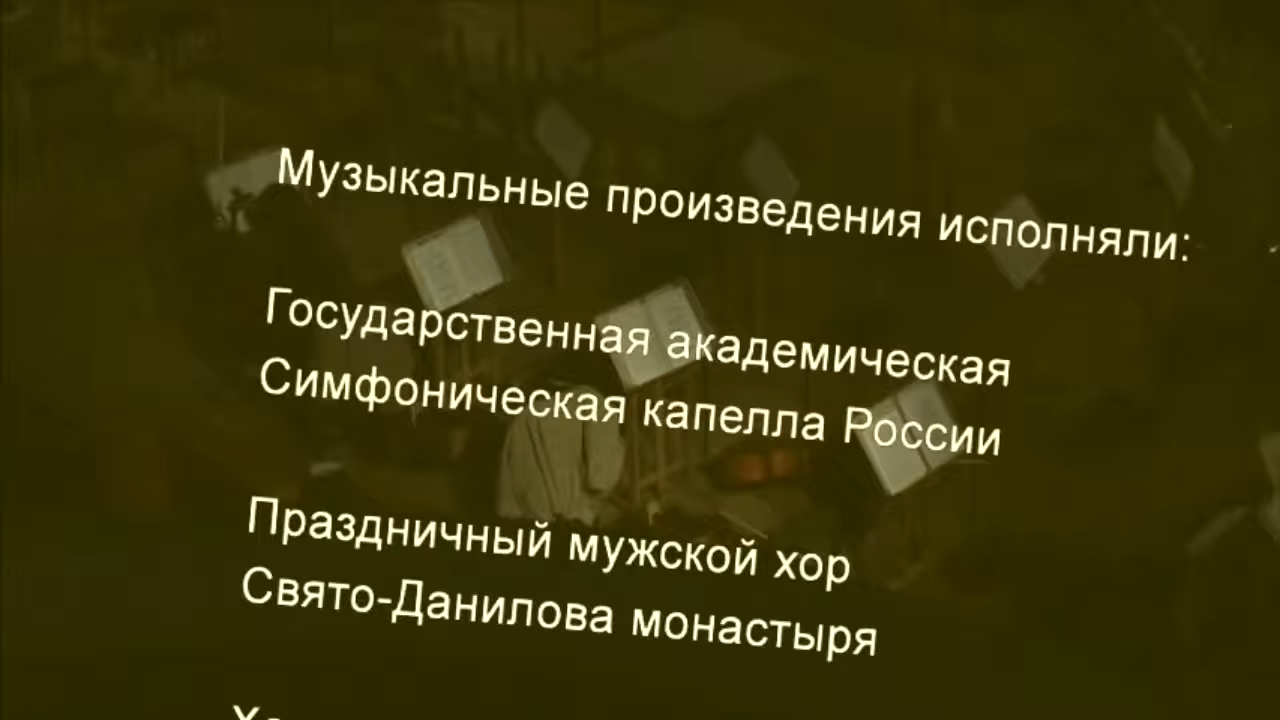 Музыкальные произведения исполняли:
Государственная академическая
Симфоническая капелла России
Праздничный мужской хор
Свято-Данилова монастыря